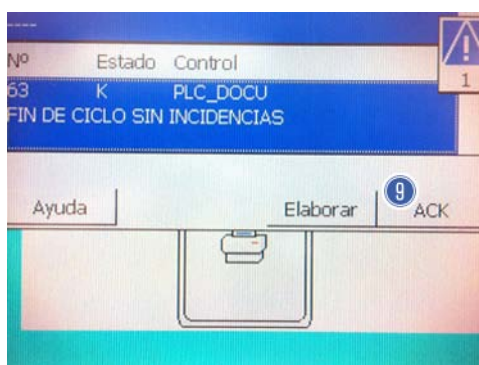 ----
Nº Estado Control
1
63 K PLC_DOCU
FIN DE CICLO SIN INCIDENCIAS
9
Ayuda Elaborar ACK